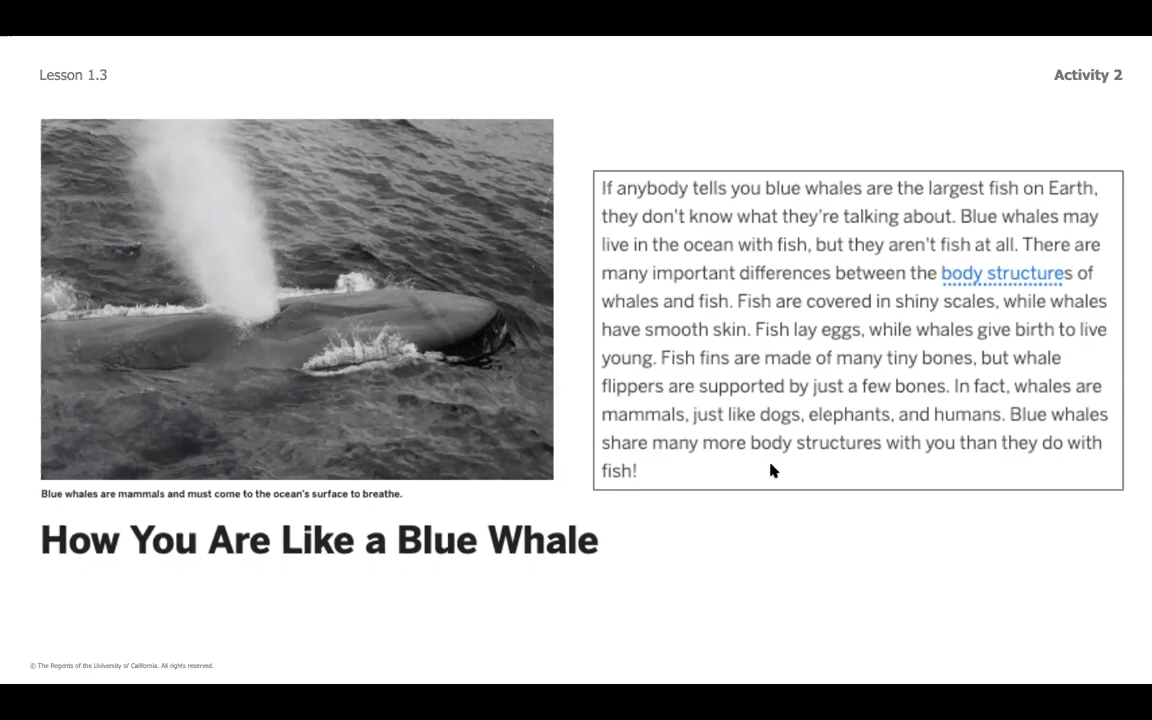 Lesson 1.3
Activity 2
If anybody tells you blue whales are the largest fish on Earth,
they don't know what they're talking about. Blue whales may
live in the ocean with fish, but they aren't fish at all. There are
many important differences between the body structures of
whales and fish. Fish are covered in shiny scales, while whales
have smooth skin. Fish lay eggs, while whales give birth to live
young. Fish fins are made of many tiny bones, but whale
flippers are supported by just a few bones. In fact, whales are
mammals, just like dogs, elephants, and humans. Blue whales
share many more body structures with you than they do with
fish!
Blue whales are mammals and must come to the ocean's surface to breathe.
How You Are Like a Blue Whale
© The Regents of the University of California. All rights reserved.